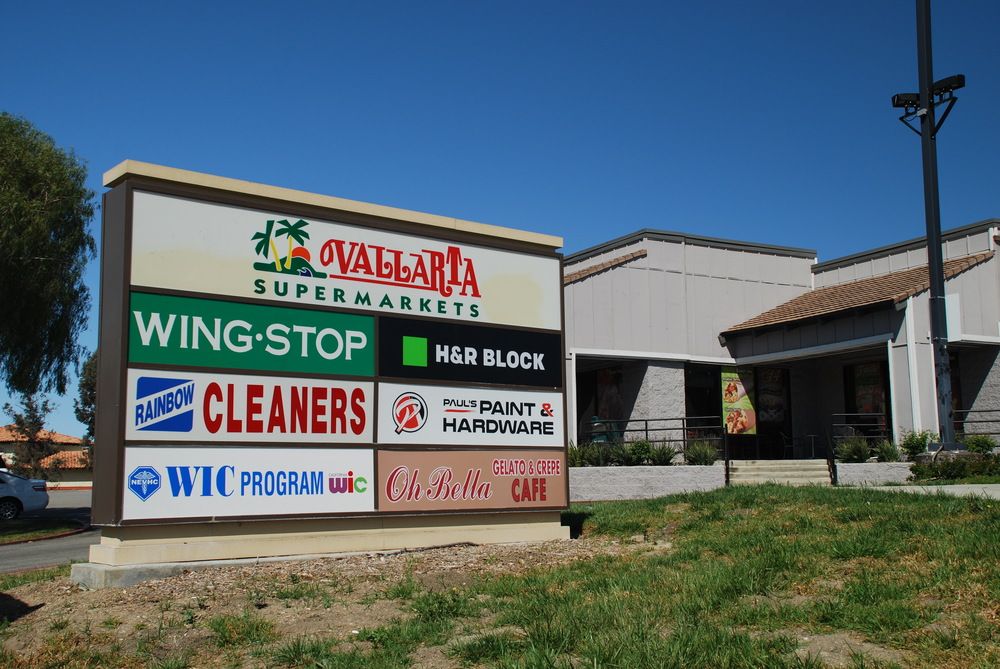 VALLARTA
SUPERMARKETS
WING·STOP
H&R BLOCK
RAINBOW
CLEANERS
PAUL'S PAINT &
HARDWARE
NEVHC
WIC PROGRAM
CALIFORNIA
wic
Oh Bella
GELATO & CREPE
CAFE